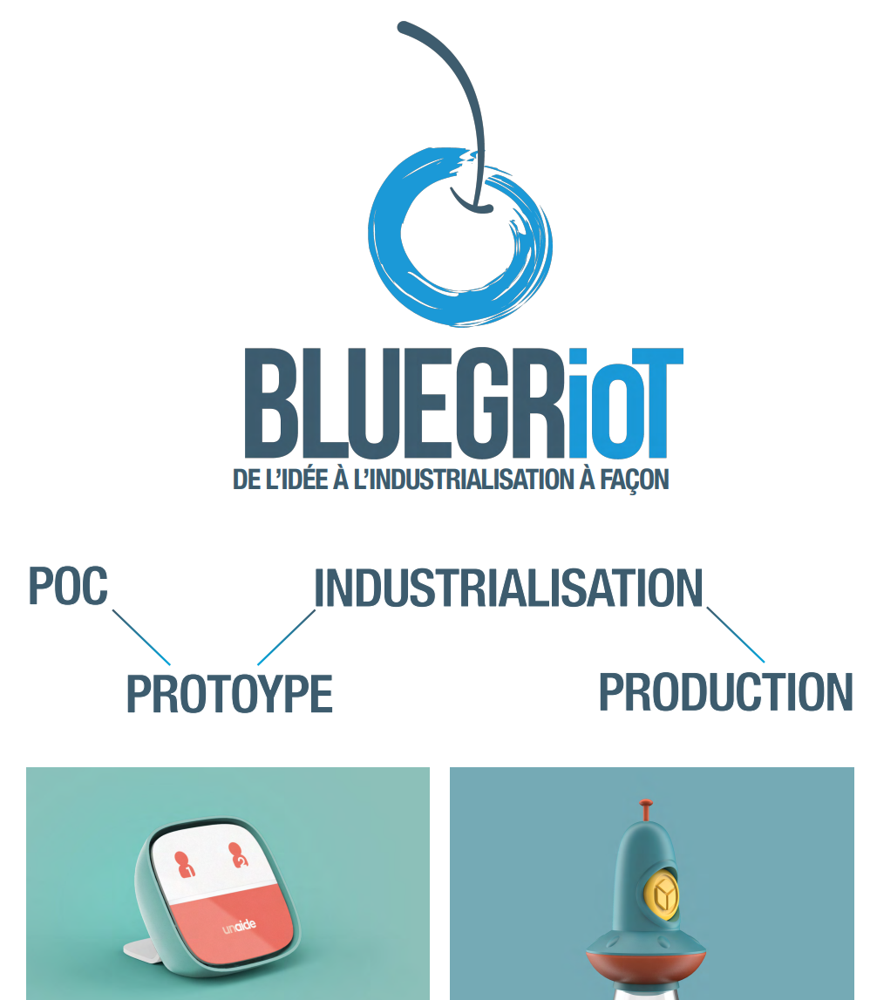 BLUEGRioT
DE L'IDÉE À L'INDUSTRIALISATION À FAÇON
POC
INDUSTRIALISATION
PROTOYPE
PRODUCTION
1
2
unaide